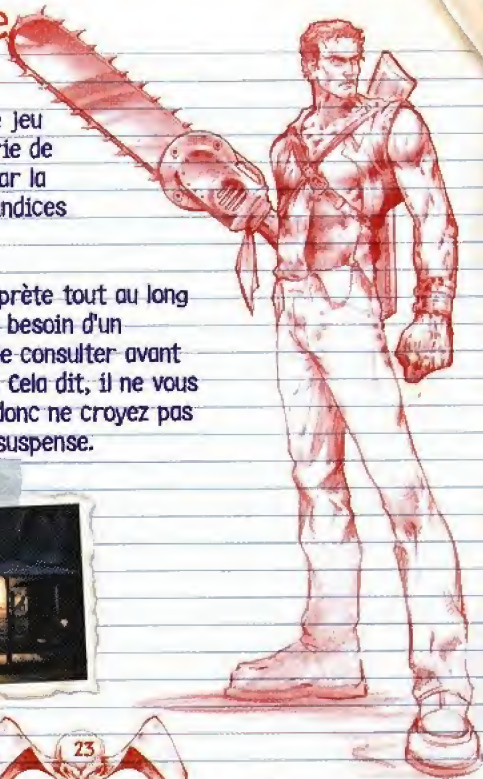 e
e jeu
rie de
ar la
ndices
prête tout au long
besoin d'un
e consulter avant
Cela dit, il ne vous
donc ne croyez pas
suspense.
23